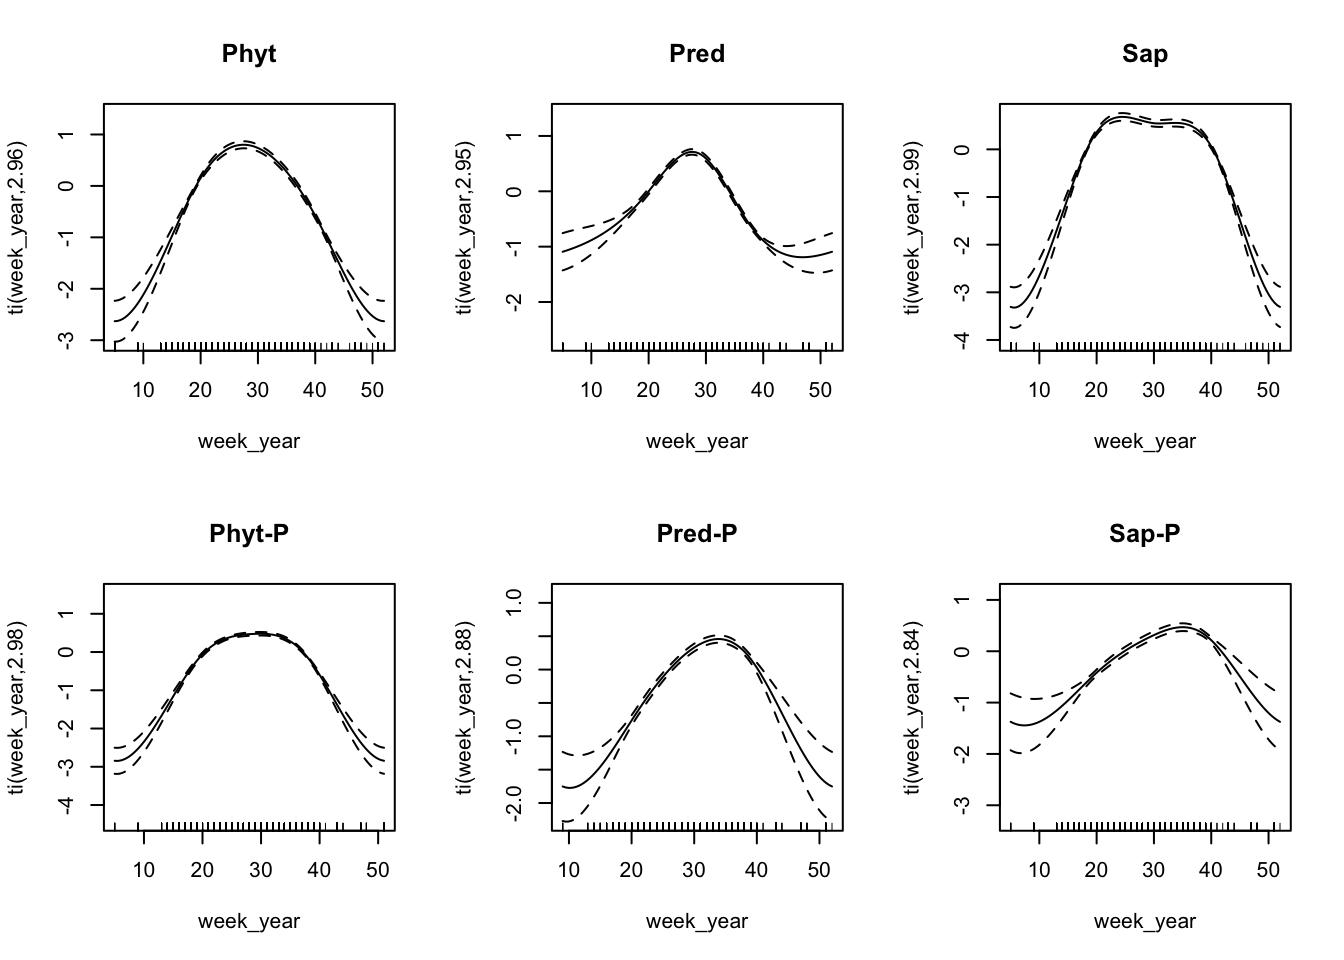 Phyt
ti(week_year,2.96)
1
0
-1
-2
-3
10 20 30 40 50
week_year
Pred
ti(week_year,2.95)
1
0
-1
-2
10 20 30 40 50
week_year
Sap
ti(week_year,2.99)
0
-1
-2
-3
-4
10 20 30 40 50
week_year
Phyt-P
ti(week_year,2.98)
1
0
-1
-2
-3
-4
10 20 30 40 50
week_year
Pred-P
ti(week_year,2.88)
1.0
0.0
-1.0
-2.0
10 20 30 40 50
week_year
Sap-P
ti(week_year,2.84)
1
0
-1
-2
-3
10 20 30 40 50
week_year